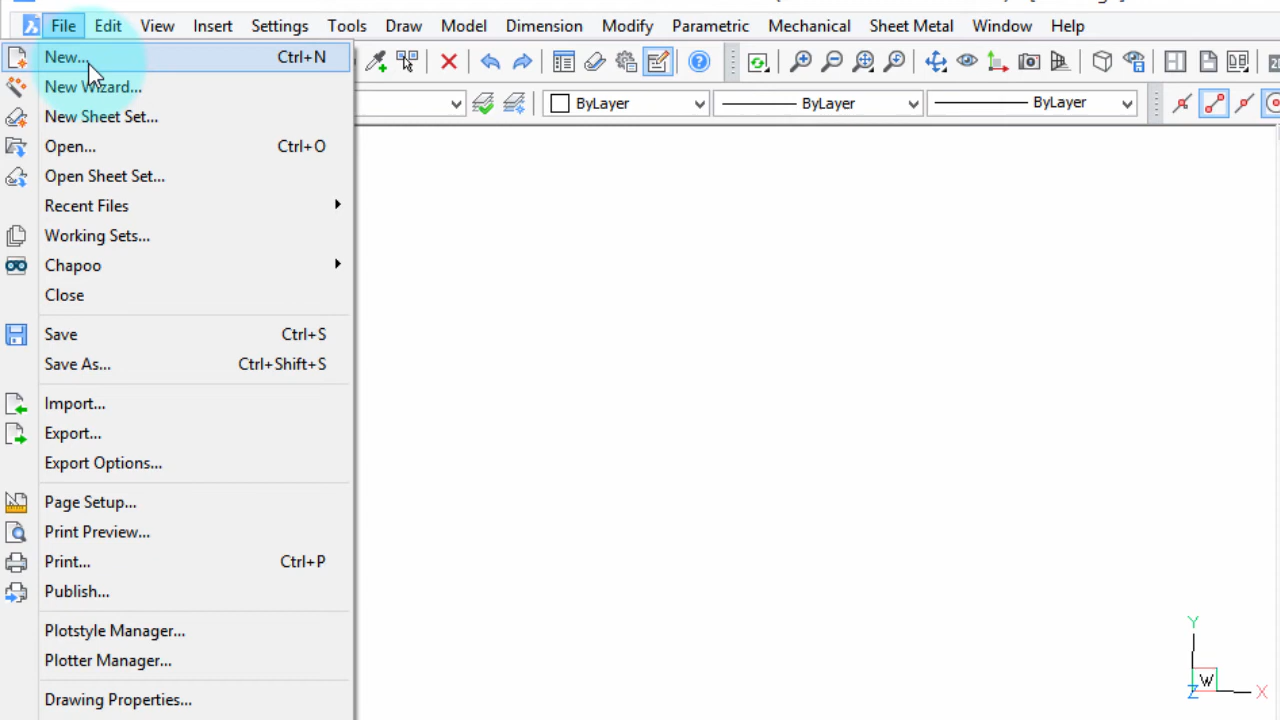 File Edit View Insert Settings Tools Draw Model Dimension Modify Parametric Mechanical Sheet Metal Window Help
New... Ctrl+N
New Wizard...
New Sheet Set...
Open... Ctrl+O
Open Sheet Set...
Recent Files
Working Sets...
Chapoo
Close
Save Ctrl+S
Save As... Ctrl+Shift+S
Import...
Export...
Export Options...
Page Setup...
Print Preview...
Print... Ctrl+P
Publish...
Plotstyle Manager...
Plotter Manager...
Drawing Properties...
ByLayer ByLayer ByLayer
Y
W
Z X